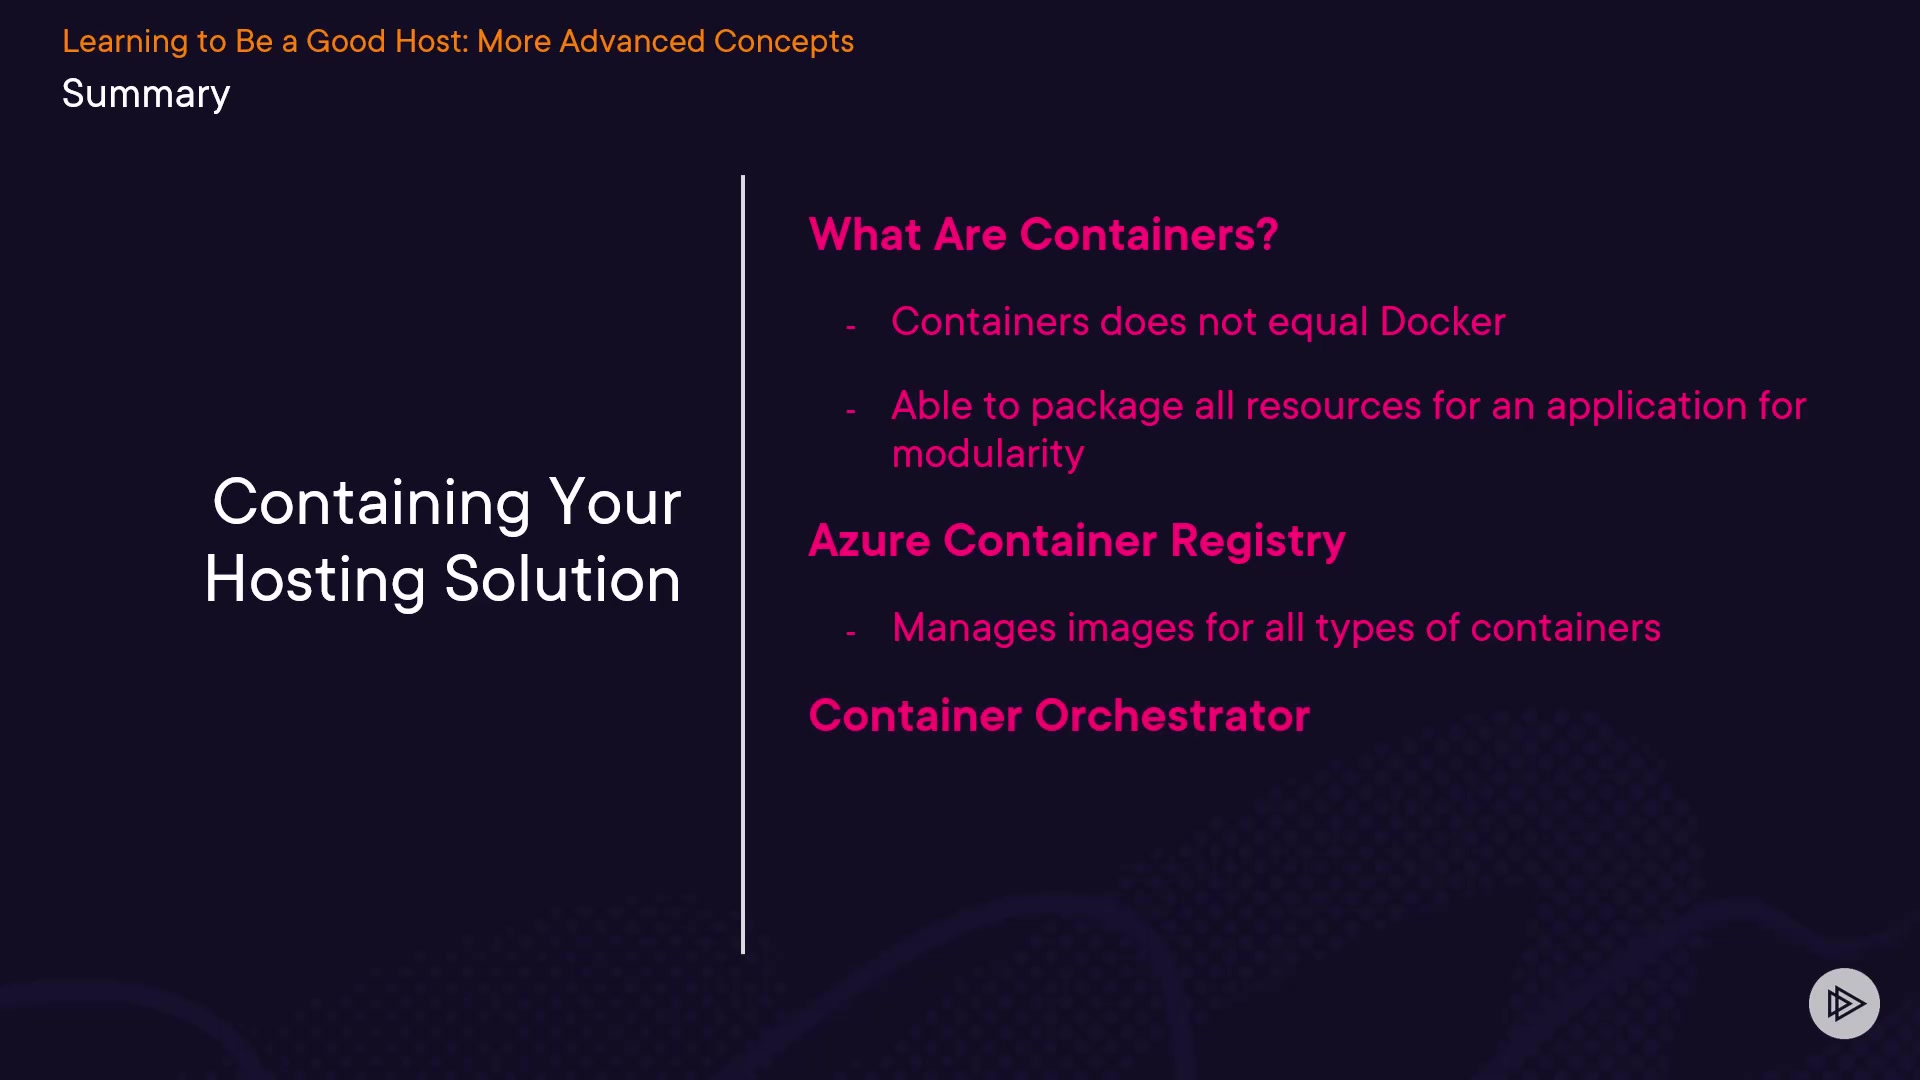 Learning to Be a Good Host: More Advanced Concepts
Summary
Containing Your
Hosting Solution
What Are Containers?
- Containers does not equal Docker
- Able to package all resources for an application for
modularity
Azure Container Registry
- Manages images for all types of containers
Container Orchestrator